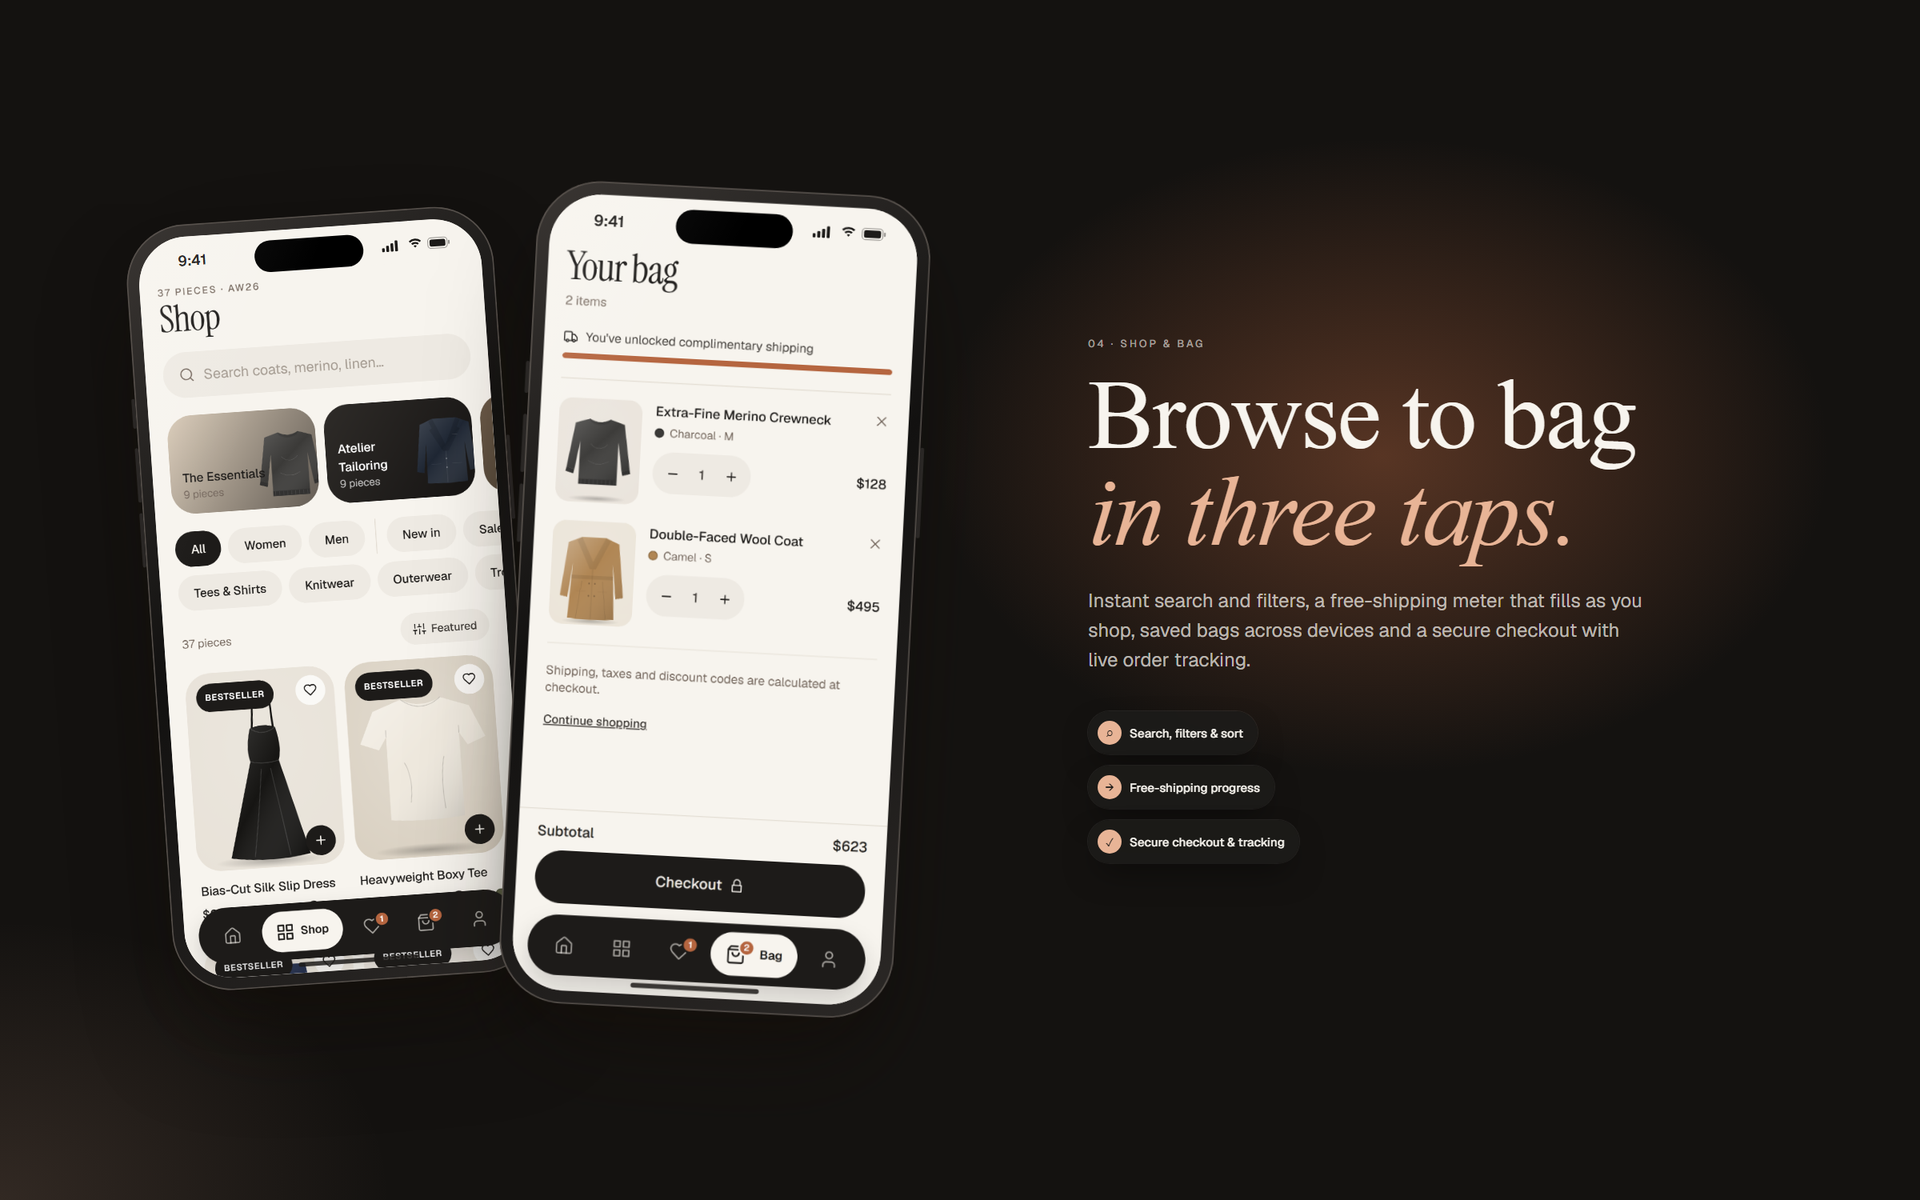 9:41
37 PIECES · AW26
Shop
Search coats, merino, linen...
The Essentials
9 pieces
Atelier
Tailoring
9 pieces
All
Women
Men
New in
Sale
Tees & Shirts
Knitwear
Outerwear
37 pieces
Featured
BESTSELLER
BESTSELLER
Bias-Cut Silk Slip Dress
Heavyweight Boxy Tee
Shop
1
2
BESTSELLER
BESTSELLER
9:41
Your bag
2 items
You've unlocked complimentary shipping
Extra-Fine Merino Crewneck
Charcoal · M
1
$128
Double-Faced Wool Coat
Camel · S
1
$495
Shipping, taxes and discount codes are calculated at
checkout.
Continue shopping
Subtotal
$623
Checkout
1
2
Bag
04 · SHOP & BAG
Browse to bag
in three taps.
Instant search and filters, a free-shipping meter that fills as you
shop, saved bags across devices and a secure checkout with
live order tracking.
Search, filters & sort
Free-shipping progress
Secure checkout & tracking